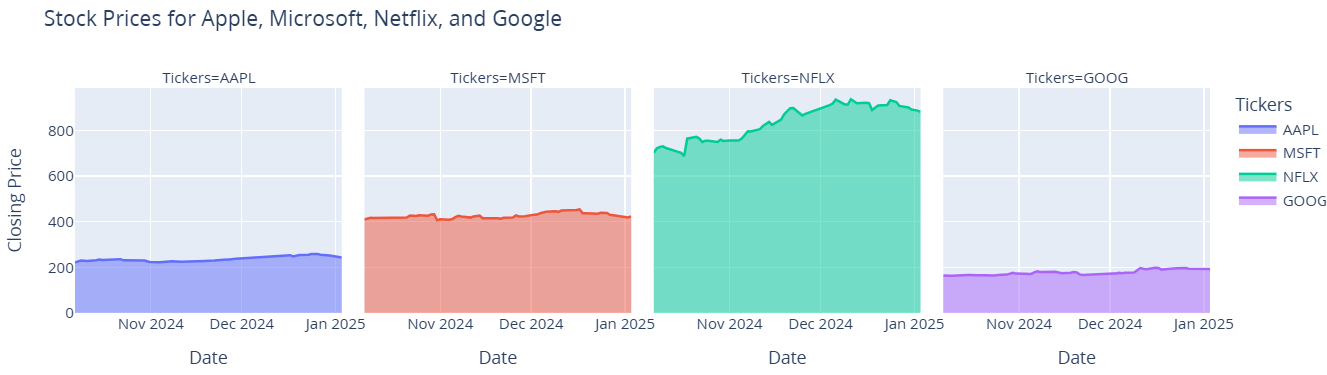 Stock Prices for Apple, Microsoft, Netflix, and Google
Tickers=AAPL
Tickers=MSFT
Tickers=NFLX
Tickers=GOOG
Closing Price
800
600
400
200
0
Nov 2024
Dec 2024
Jan 2025
Nov 2024
Dec 2024
Jan 2025
Nov 2024
Dec 2024
Jan 2025
Nov 2024
Dec 2024
Jan 2025
Date
Date
Date
Date
Tickers
AAPL
MSFT
NFLX
GOOG